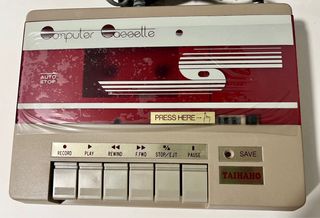 Computer Cassette
AUTO
STOP
PRESS HERE
RECORD PLAY REWIND F.FWD STOP/EJT PAUSE
SAVE
TAIHAHO